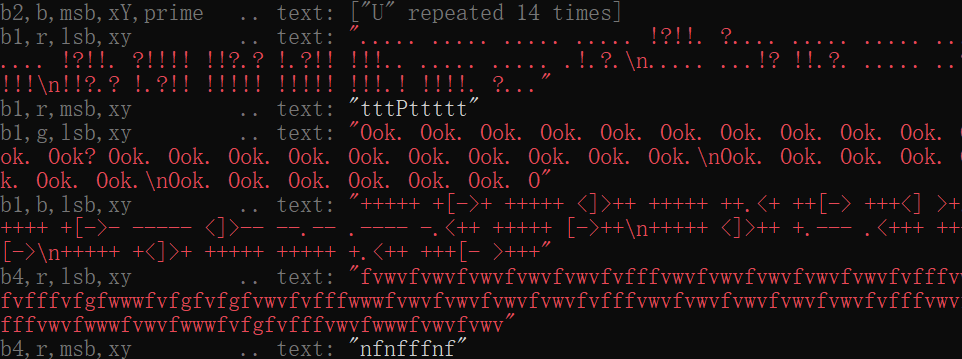 b2,b,msb,xY,prime   .. text: ["U" repeated 14 times]
b1,r,lsb,xy         .. text: "..... ..... ..... ..... !?!!. ?.... ..... ..... ..
.... !?!!. ?!!!! !!?.? !.?!! !!!.. ..... ..... .!.?.\n..... ...!? !!.?. ..... ..
!!!\n!!?.? !.?!! !!!!! !!!!! !!!.! !!!!. ?..."
b1,r,msb,xy         .. text: "tttPttttt"
b1,g,lsb,xy         .. text: "Ook. Ook. Ook. Ook. Ook. Ook. Ook. Ook. Ook. Ook.
ok. Ook? Ook. Ook. Ook. Ook. Ook. Ook. Ook. Ook. Ook. Ook.\nOok. Ook. Ook. Ook.
k. Ook. Ook.\nOok. Ook. Ook. Ook. Ook. Ook. O"
b1,b,lsb,xy         .. text: "+++++ +[->+ +++++ <]>++ +++++ ++.<+ ++[-> +++<] >+
++++ +[->- ----- <]>-- --.  .---- -.<++ +++++ [->++\n+++++ <]>++ +.--- .<+++ ++
[->\n+++++ +<]>+ +++++ +++++ +.<++ +++[- >+++"
b4,r,lsb,xy         .. text: "fvwvfvwvfvwvfvwvfvwvfvfffvwvfvwvfvwvfvwvfvwvfvfffv
fvfffvfgfwwwfvfgfvfgfvwvfvfffwwwfvwvfvwvfvwvfvwvfvfffvwvfvwvfvwvfvwvfvwvfvfffvwv
fffvwvfwwwfvwvfwwwfvfgfvfffvwvfwwwfvwvfvwv"
b4,r,msb,xy         .. text: "nfnfffnf"